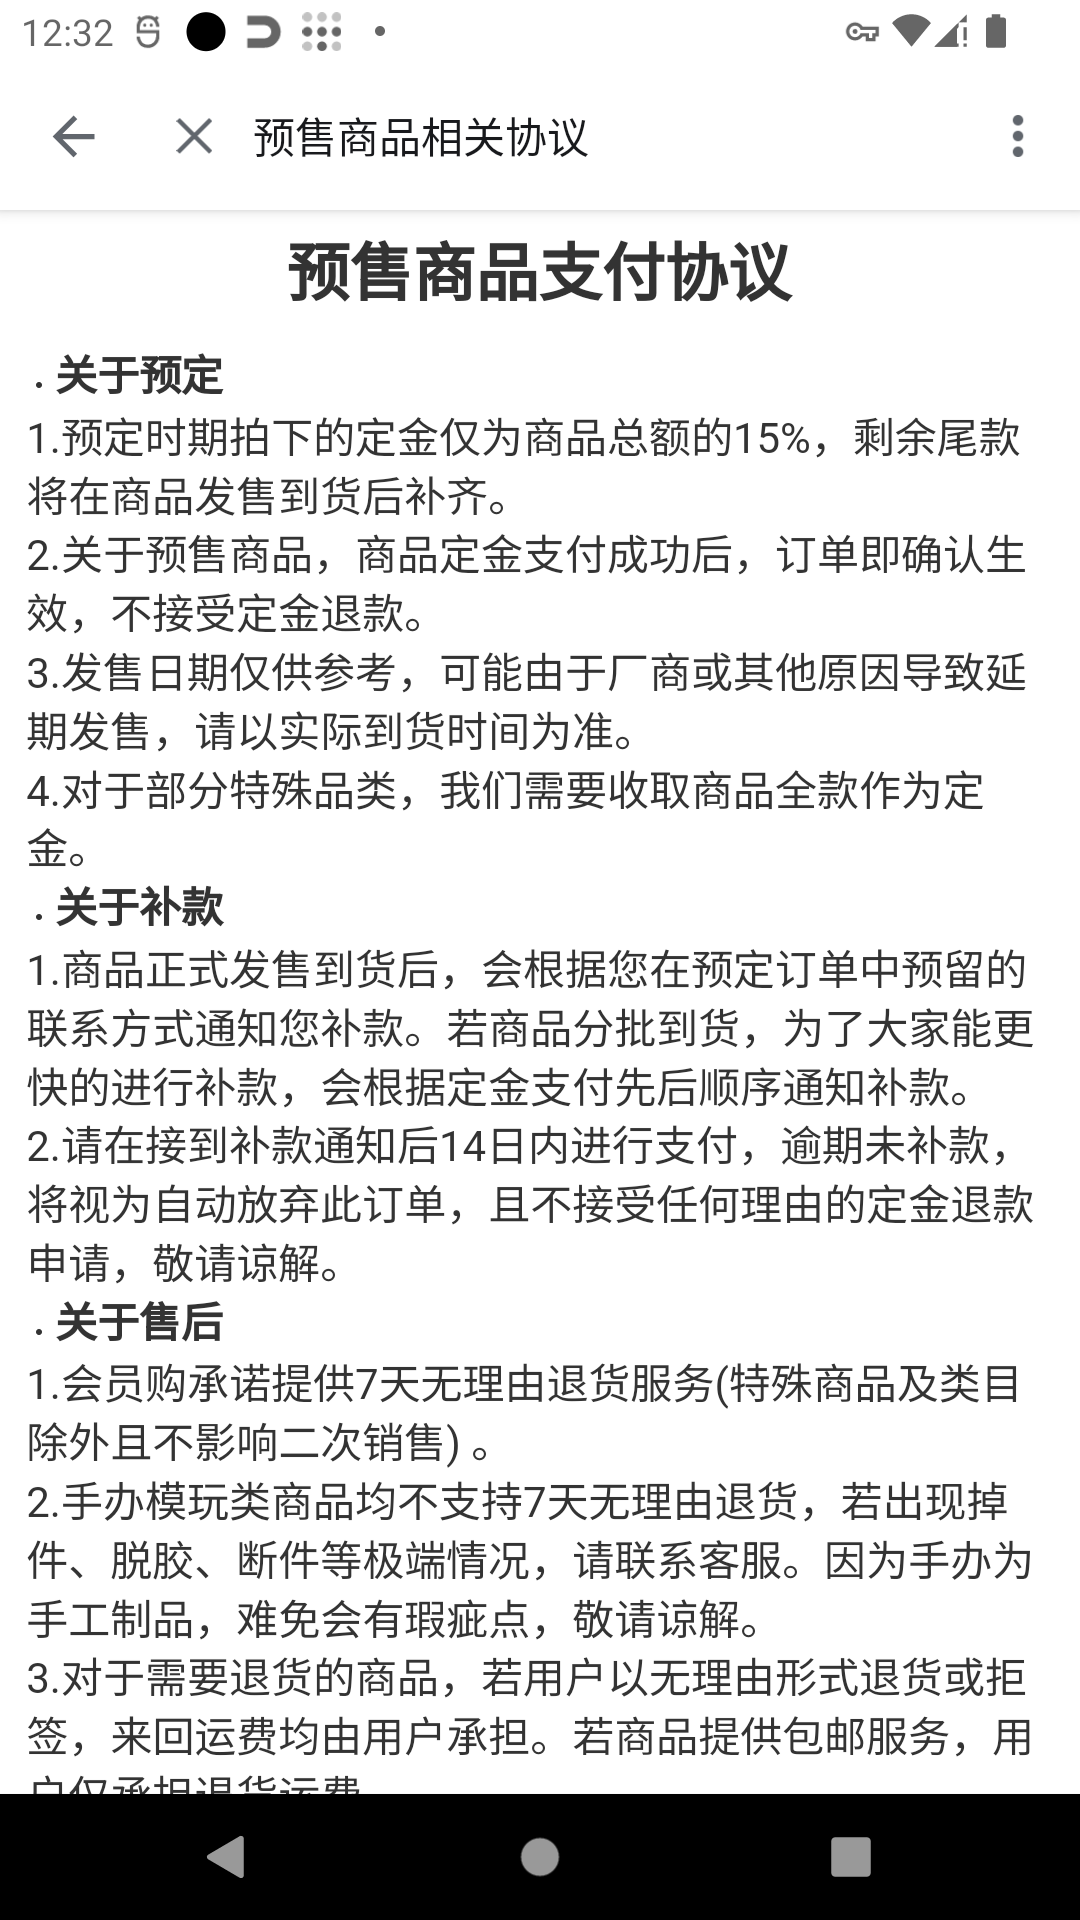 12:32
预售商品相关协议
预售商品支付协议
. 关于预定
1.预定时期拍下的定金仅为商品总额的15%，剩余尾款
将在商品发售到货后补齐。
2.关于预售商品，商品定金支付成功后，订单即确认生
效，不接受定金退款。
3.发售日期仅供参考，可能由于厂商或其他原因导致延
期发售，请以实际到货时间为准。
4.对于部分特殊品类，我们需要收取商品全款作为定
金。
. 关于补款
1.商品正式发售到货后，会根据您在预定订单中预留的
联系方式通知您补款。若商品分批到货，为了大家能更
快的进行补款，会根据定金支付先后顺序通知补款。
2.请在接到补款通知后14日内进行支付，逾期未补款，
将视为自动放弃此订单，且不接受任何理由的定金退款
申请，敬请谅解。
. 关于售后
1.会员购承诺提供7天无理由退货服务(特殊商品及类目
除外且不影响二次销售) 。
2.手办模玩类商品均不支持7天无理由退货，若出现掉
件、脱胶、断件等极端情况，请联系客服。因为手办为
手工制品，难免会有瑕疵点，敬请谅解。
3.对于需要退货的商品，若用户以无理由形式退货或拒
签，来回运费均由用户承担。若商品提供包邮服务，用
户仅承担退货运费